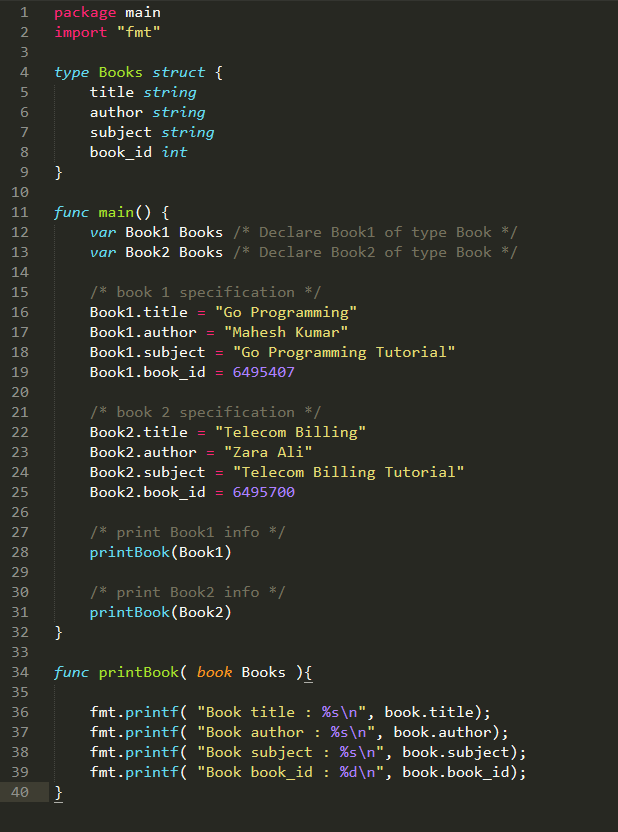 1 package main
2 import "fmt"
3
4 type Books struct {
5     title string
6     author string
7     subject string
8     book_id int
9 }
10
11 func main() {
12     var Book1 Books /* Declare Book1 of type Book */
13     var Book2 Books /* Declare Book2 of type Book */
14
15     /* book 1 specification */
16     Book1.title = "Go Programming"
17     Book1.author = "Mahesh Kumar"
18     Book1.subject = "Go Programming Tutorial"
19     Book1.book_id = 6495407
20
21     /* book 2 specification */
22     Book2.title = "Telecom Billing"
23     Book2.author = "Zara Ali"
24     Book2.subject = "Telecom Billing Tutorial"
25     Book2.book_id = 6495700
26
27     /* print Book1 info */
28     printBook(Book1)
29
30     /* print Book2 info */
31     printBook(Book2)
32 }
33
34 func printBook( book Books ){
35
36     fmt.printf( "Book title : %s\n", book.title);
37     fmt.printf( "Book author : %s\n", book.author);
38     fmt.printf( "Book subject : %s\n", book.subject);
39     fmt.printf( "Book book_id : %d\n", book.book_id);
40 }